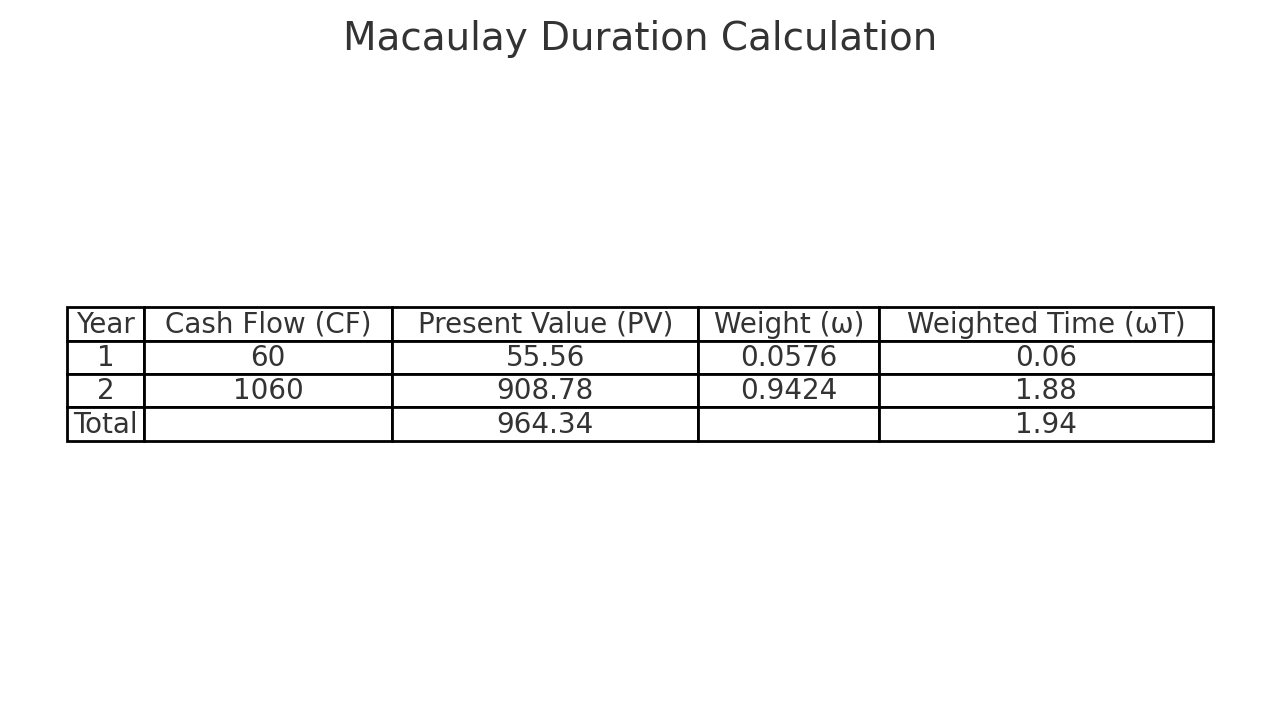 Macaulay Duration Calculation
Year Cash Flow (CF) Present Value (PV) Weight (ω) Weighted Time (ωT)
1 60 55.56 0.0576 0.06
2 1060 908.78 0.9424 1.88
Total 964.34 1.94